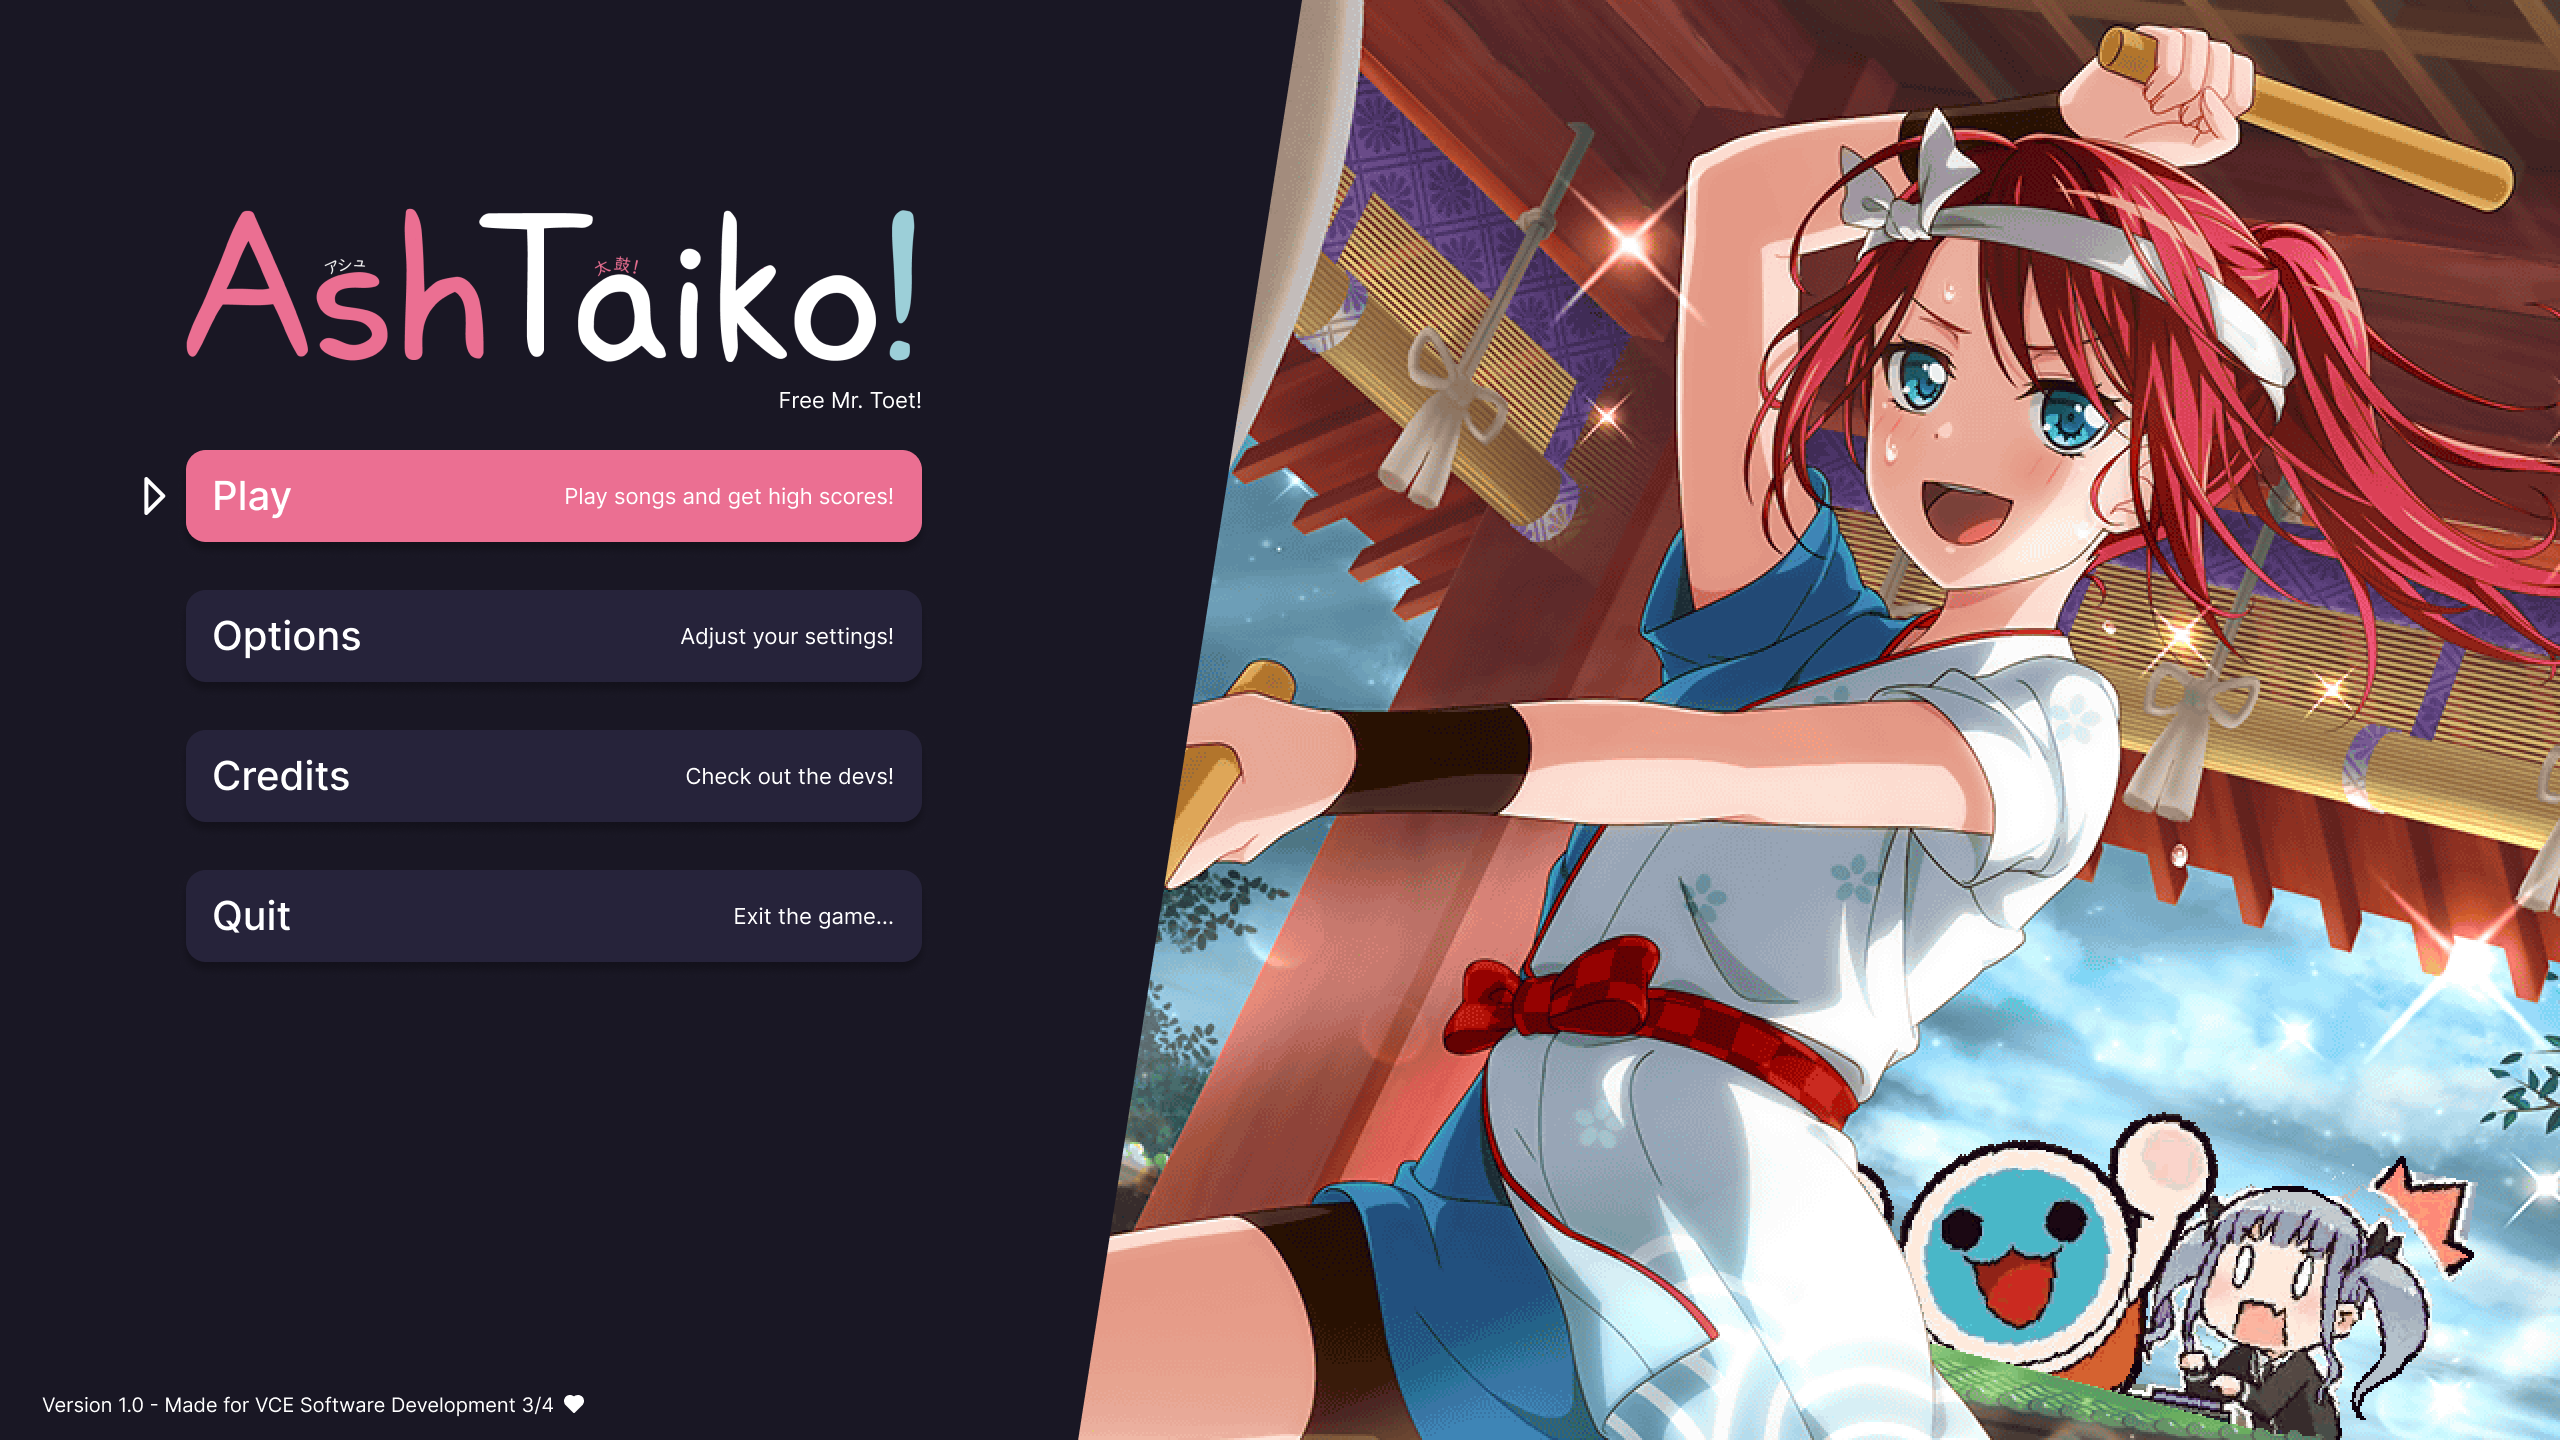 アシュ 太鼓!
AshTaiko!
Free Mr. Toet!
Play Play songs and get high scores!
Options Adjust your settings!
Credits Check out the devs!
Quit Exit the game...
Version 1.0 - Made for VCE Software Development 3/4